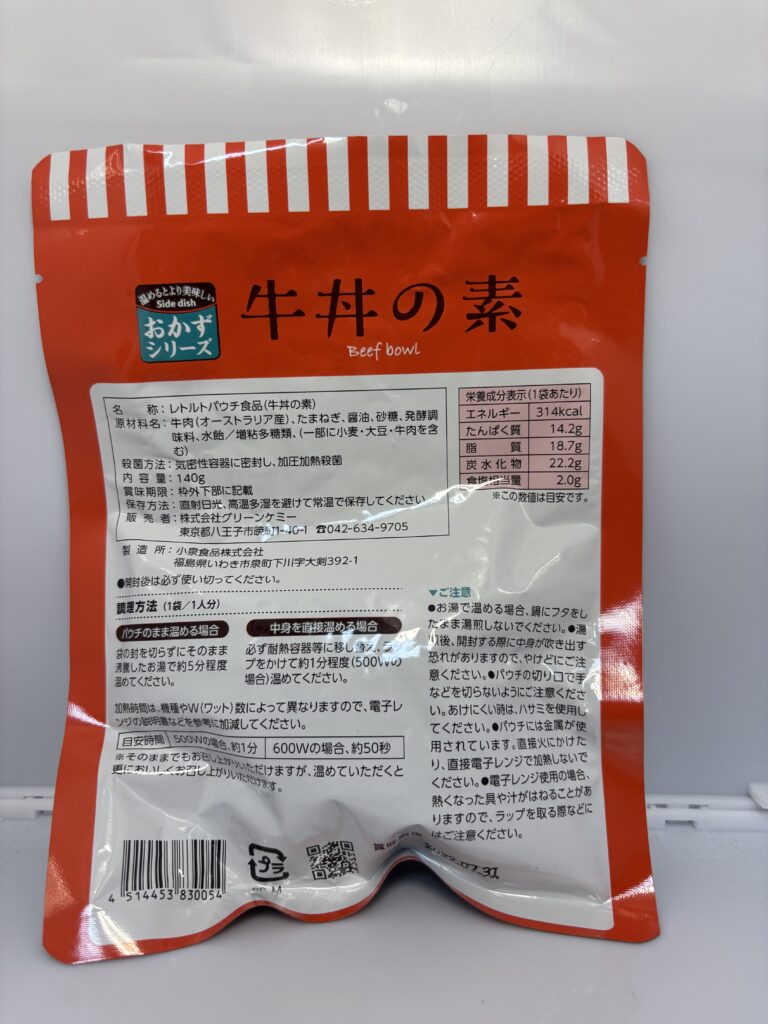 温めるとより美味しい
Side dish
おかず
シリーズ
牛丼の素
Beef bowl
名 称:レトルトパウチ食品(牛丼の素)
原材料名:牛肉(オーストラリア産)、たまねぎ、醤油、砂糖、発酵調
味料、水飴/増粘多糖類、(一部に小麦・大豆・牛肉を含
む)
殺菌方法:気密性容器に密封し、加圧加熱殺菌
内 容 量:140g
賞味期限:枠外下部に記載
保存方法:直射日光、高温多湿を避けて常温で保存してください。
販 売 者:株式会社グリーンケミー
東京都八王子市暁町1-40-1 ☎042-634-9705
製 造 所:小泉食品株式会社
福島県いわき市泉町下川字大剣392-1
●開封後は必ず使い切ってください。
栄養成分表示(1袋あたり)
エネルギー 314kcal
たんぱく質 14.2g
脂 質 18.7g
炭水化物 22.2g
食塩相当量 2.0g
※この数値は目安です。
調理方法(1袋/1人分)
パウチのまま温める場合
袋の封を切らずにそのまま
沸騰したお湯で約5分程度
温めてください。
中身を直接温める場合
必ず耐熱容器等に移し替え、ラッ
プをかけて約1分程度(500Wの
場合)温めてください。
加熱時間は、機種やW(ワット)数によって異なりますので、電子レ
ンジの説明書などを参考に加減してください。
目安時間 500Wの場合、約1分 600Wの場合、約50秒
※そのままでもお召し上がりいただけますが、温めていただくと
更においしくお召し上がりいただけます。
▼ご注意
●お湯で温める場合、鍋にフタをし
たまま湯煎しないでください。●湯
煎後、開封する際に中身が吹き出す
恐れがありますので、やけどにご注
意ください。●パウチの切り口で手
などを切らないようにご注意くださ
い。あけにくい時は、ハサミを使用し
てください。●パウチには金属が使
用されています。直接火にかけた
り、直接電子レンジで加熱しないで
ください。●電子レンジ使用の場合、
熱くなった具や汁がはねることがあ
りますので、ラップを取る際などに
はご注意ください。
4 514453 830054
プラ
PP, M
賞
2032.07.31